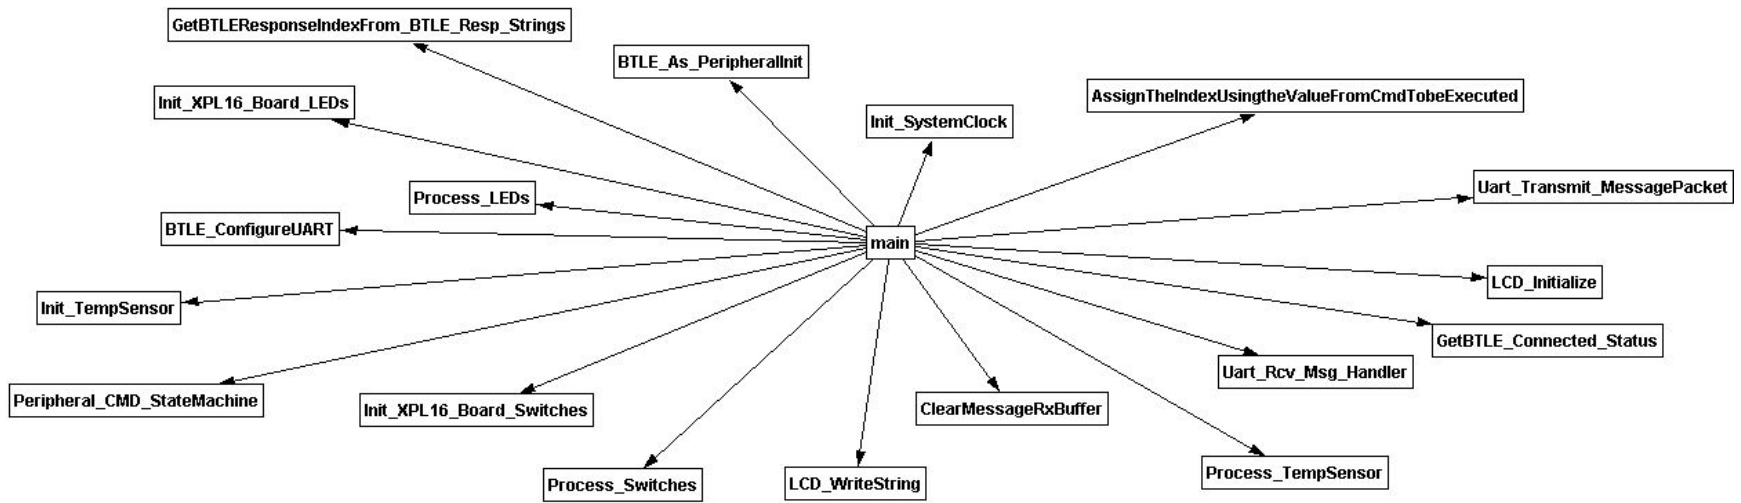 GetBTLEResponseIndexFrom_BTLE_Resp_Strings
BTLE_As_PeripheralInit
Init_XPL16_Board_LEDs
AssignTheIndexUsingtheValueFromCmdTobeExecuted
Init_SystemClock
Process_LEDs
Uart_Transmit_MessagePacket
BTLE_ConfigureUART
main
LCD_Initialize
Init_TempSensor
GetBTLE_Connected_Status
Uart_Rcv_Msg_Handler
Peripheral_CMD_StateMachine
Init_XPL16_Board_Switches
ClearMessageRxBuffer
Process_TempSensor
Process_Switches
LCD_WriteString